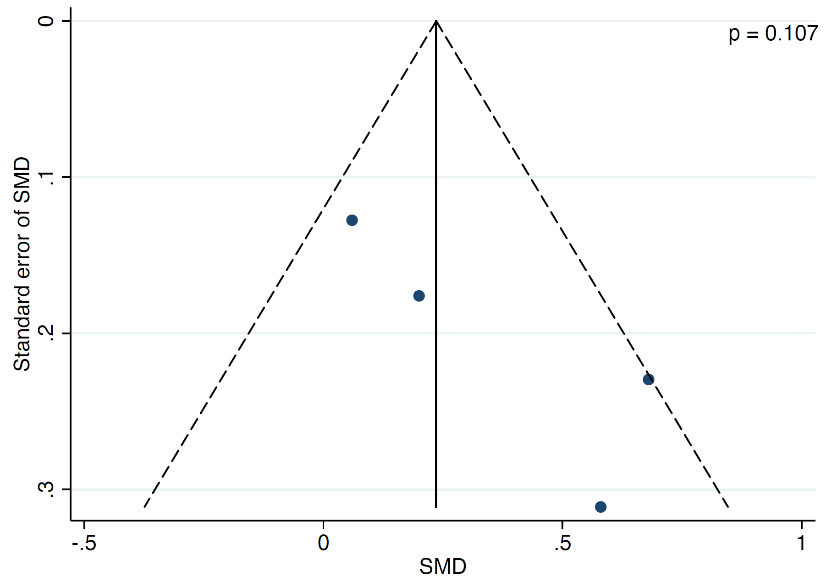 p = 0.107
Standard error of SMD
0
.1
.2
.3
-.5
0
.5
1
SMD